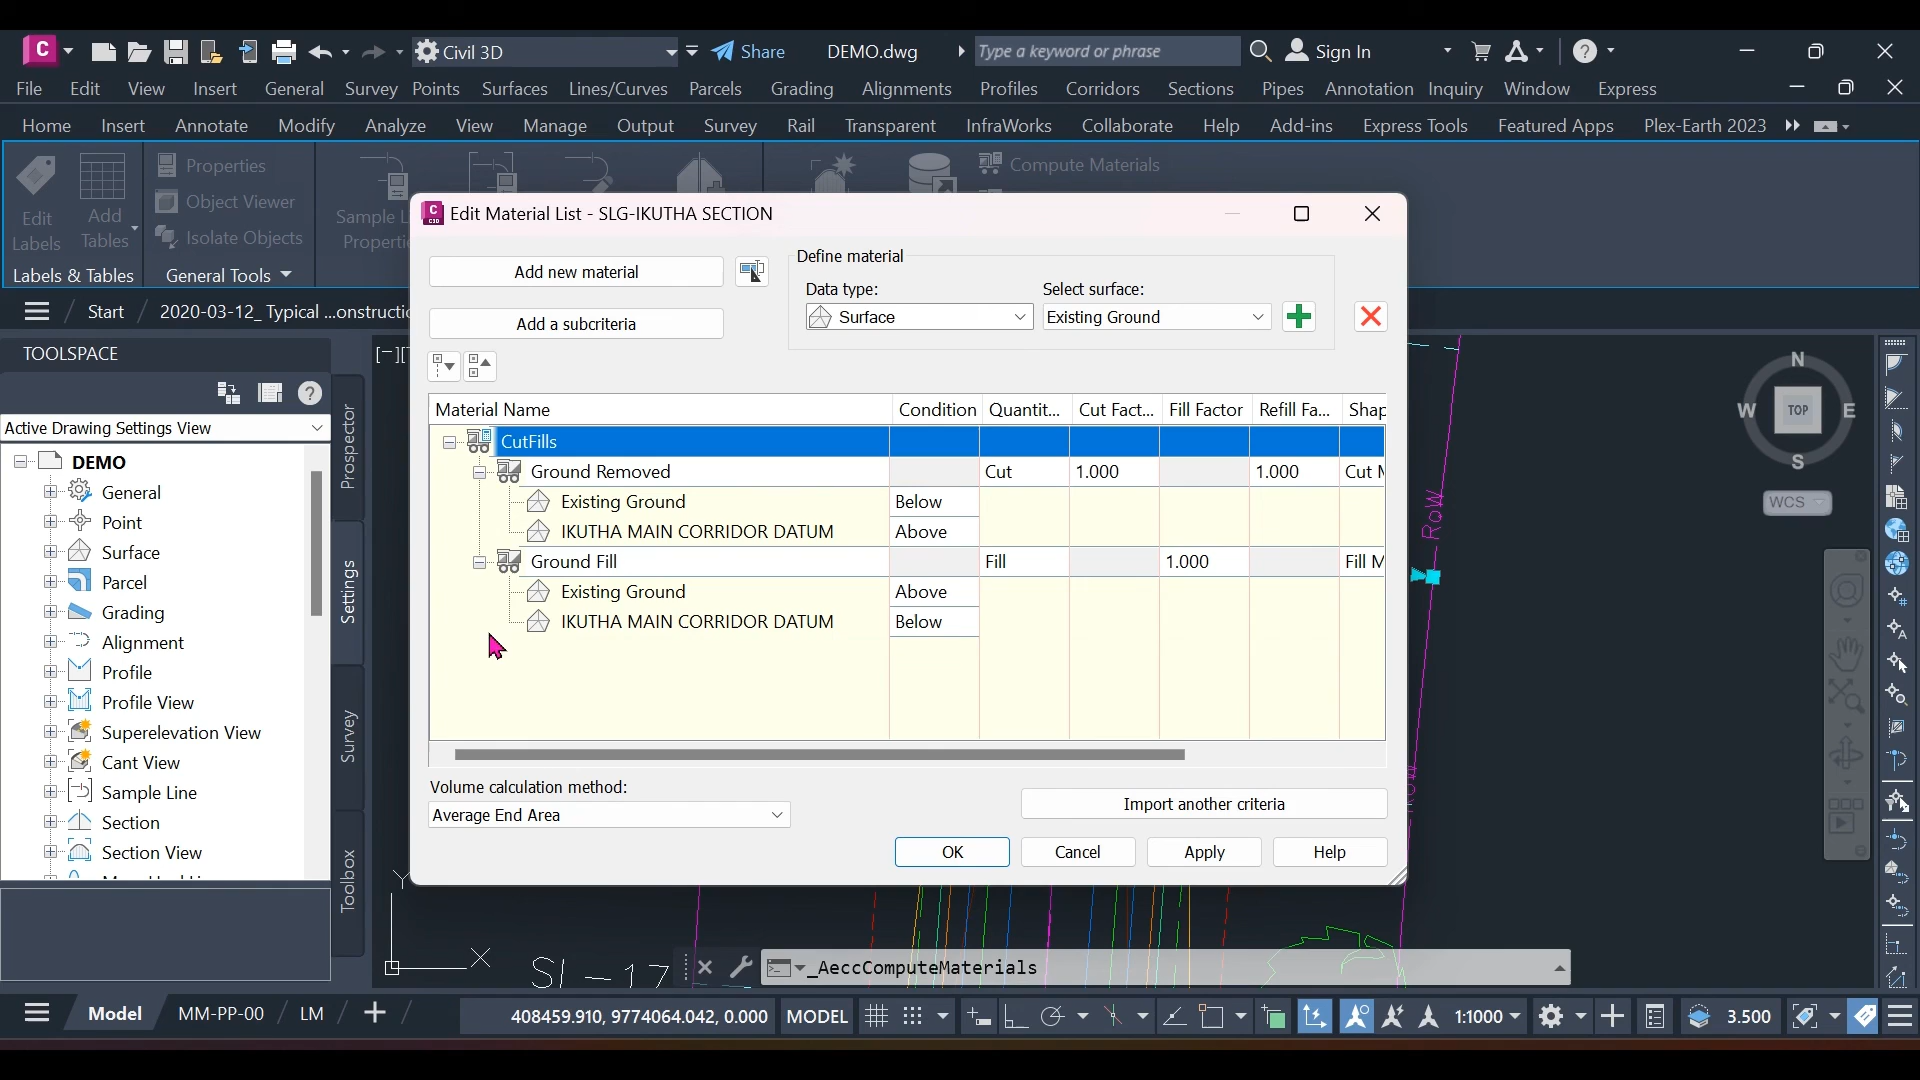 C
Civil 3D
Share
DEMO.dwg
Type a keyword or phrase
Sign In
File Edit View Insert General Survey Points Surfaces Lines/Curves Parcels Grading Alignments Profiles Corridors Sections Pipes Annotation Inquiry Window Express
Home Insert Annotate Modify Analyze View Manage Output Survey Rail Transparent InfraWorks Collaborate Help Add-ins Express Tools Featured Apps Plex-Earth 2023
Edit Labels
Add Tables
Properties
Object Viewer
Isolate Objects
Sample L
Properti
Compute Materials
Labels & Tables
General Tools
Start
2020-03-12_ Typical ...onstructio
Edit Material List - SLG-IKUTHA SECTION
Add new material
Add a subcriteria
Define material
Data type:
Surface
Select surface:
Existing Ground
Material Name Condition Quantit... Cut Fact... Fill Factor Refill Fa... Shap
CutFills
Ground Removed Cut 1.000 1.000 Cut M
Existing Ground Below
IKUTHA MAIN CORRIDOR DATUM Above
Ground Fill Fill 1.000 Fill M
Existing Ground Above
IKUTHA MAIN CORRIDOR DATUM Below
Volume calculation method:
Average End Area
Import another criteria
OK Cancel Apply Help
TOOLSPACE
Active Drawing Settings View
DEMO
General
Point
Surface
Parcel
Grading
Alignment
Profile
Profile View
Superelevation View
Cant View
Sample Line
Section
Section View
Prospector
Settings
Survey
Toolbox
N
W TOP E
S
WCS
RoW
Y
X
SL-17
_AeccComputeMaterials
Model MM-PP-00 LM
408459.910, 9774064.042, 0.000 MODEL
1:1000
3.500